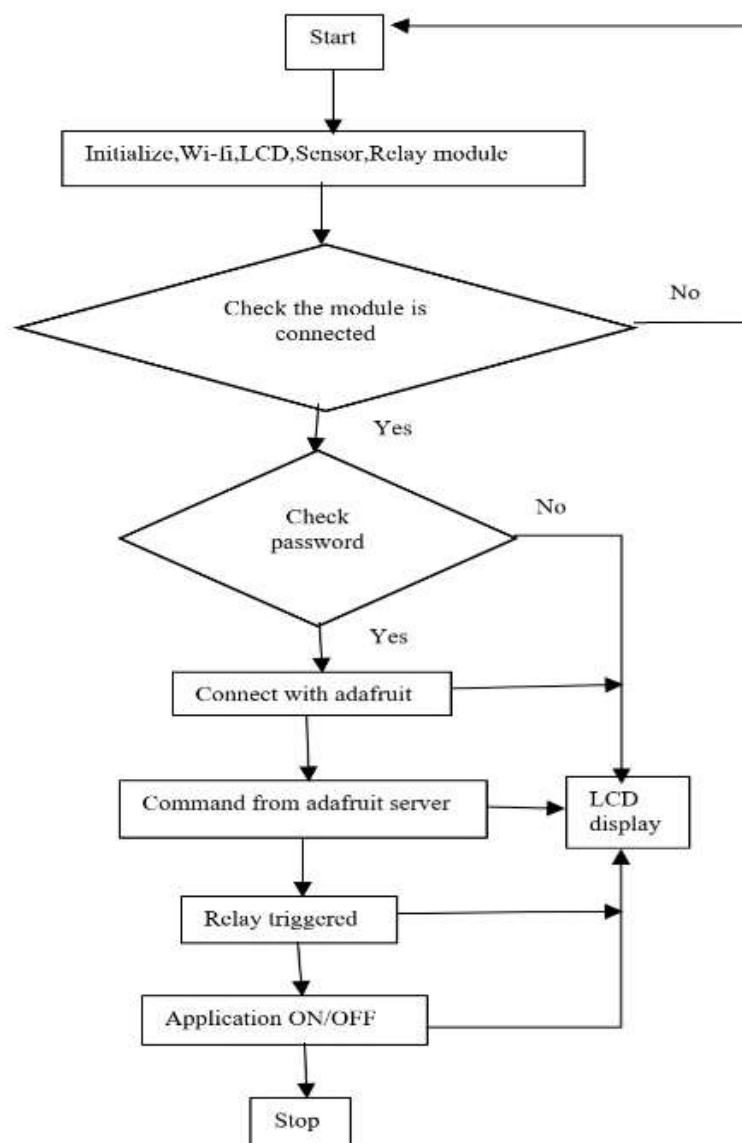 Start
Initialize,Wi-fi,LCD,Sensor,Relay module
Check the module is
connected
No
Yes
Check
password
No
Yes
Connect with adafruit
Command from adafruit server
LCD
display
Relay triggered
Application ON/OFF
Stop